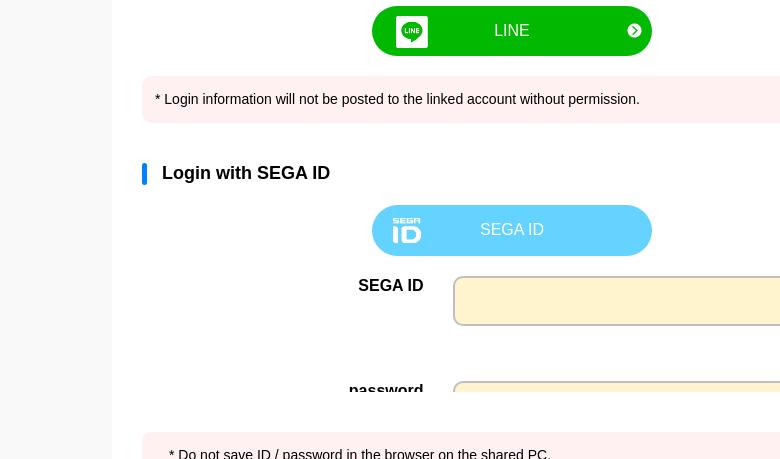 LINE
LINE
* Login information will not be posted to the linked account without permission.
Login with SEGA ID
SEGA
ID
SEGA ID
SEGA ID
password
* Do not save ID / password in the browser on the shared PC.